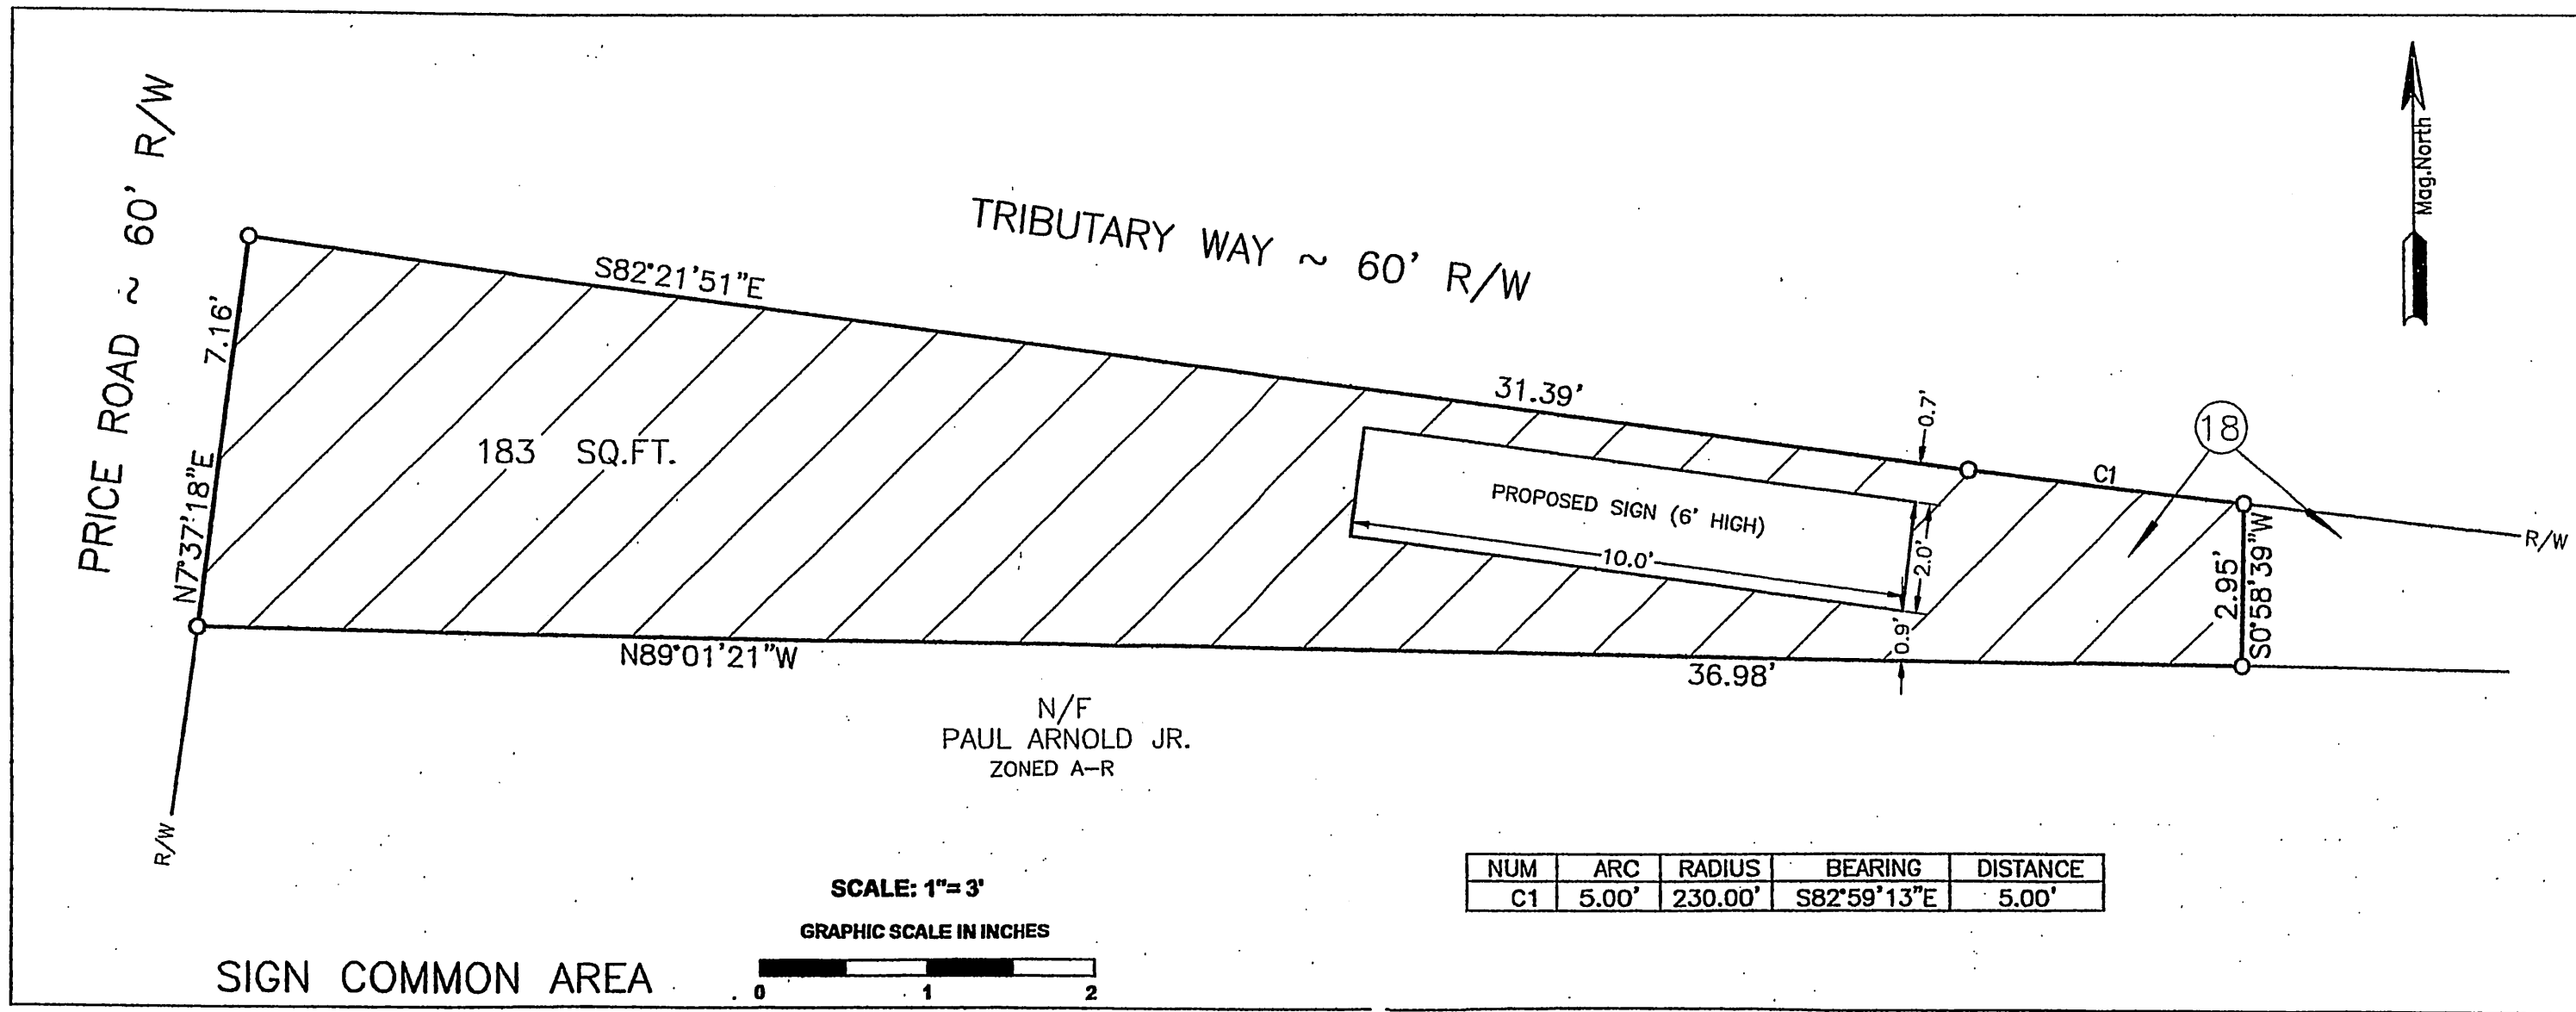 PRICE ROAD ~ 60' R/W
TRIBUTARY WAY ~ 60' R/W
Mag.North
S82°21'51"E
31.39'
7.16'
N7°37'18"E
183 SQ.FT.
PROPOSED SIGN (6' HIGH)
10.0'
2.0'
0.7'
0.9'
C1
18
R/W
2.95'
S0°58'39"W
N89°01'21"W
36.98'
N/F
PAUL ARNOLD JR.
ZONED A-R
R/W
NUM ARC RADIUS BEARING DISTANCE
C1 5.00' 230.00' S82°59'13"E 5.00'
SCALE: 1"= 3'
GRAPHIC SCALE IN INCHES
0 1 2
SIGN COMMON AREA